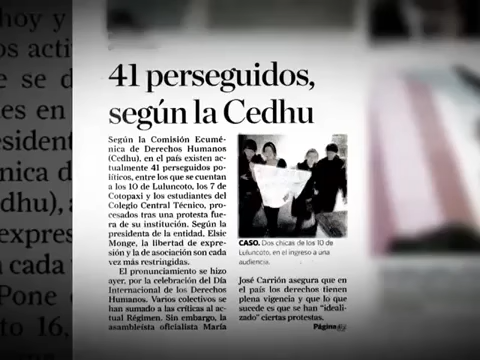 41 perseguidos,
según la Cedhu
Según la Comisión Ecumé-
nica de Derechos Humanos
(Cedhu), en el país existen ac-
tualmente 41 perseguidos po-
líticos, entre los que se cuentan
a los 10 de Luluncoto, los 7 de
Cotopaxi y los estudiantes del
Colegio Central Técnico, pro-
cesados tras una protesta fue-
ra de su institución. Según la
presidenta de la entidad, Elsie
Monge, la libertad de expre-
sión y la de asociación son cada
vez más restringidas.
El pronunciamiento se hizo
ayer, por la celebración del Día
Internacional de los Derechos
Humanos. Varios colectivos se
han sumado a las críticas al ac-
tual Régimen. Sin embargo, la
asambleísta oficialista María
CASO. Dos chicas de los 10 de
Luluncoto, en el ingreso a una
audiencia.
José Carrión asegura que en
el país los derechos tienen
plena vigencia y que lo que
sucede es que se han "ideali-
zado" ciertas protestas.
Página
hoy y
os activ
se d
es en
esident
nica d
dhu),
expres
cada
Pone
to 16,